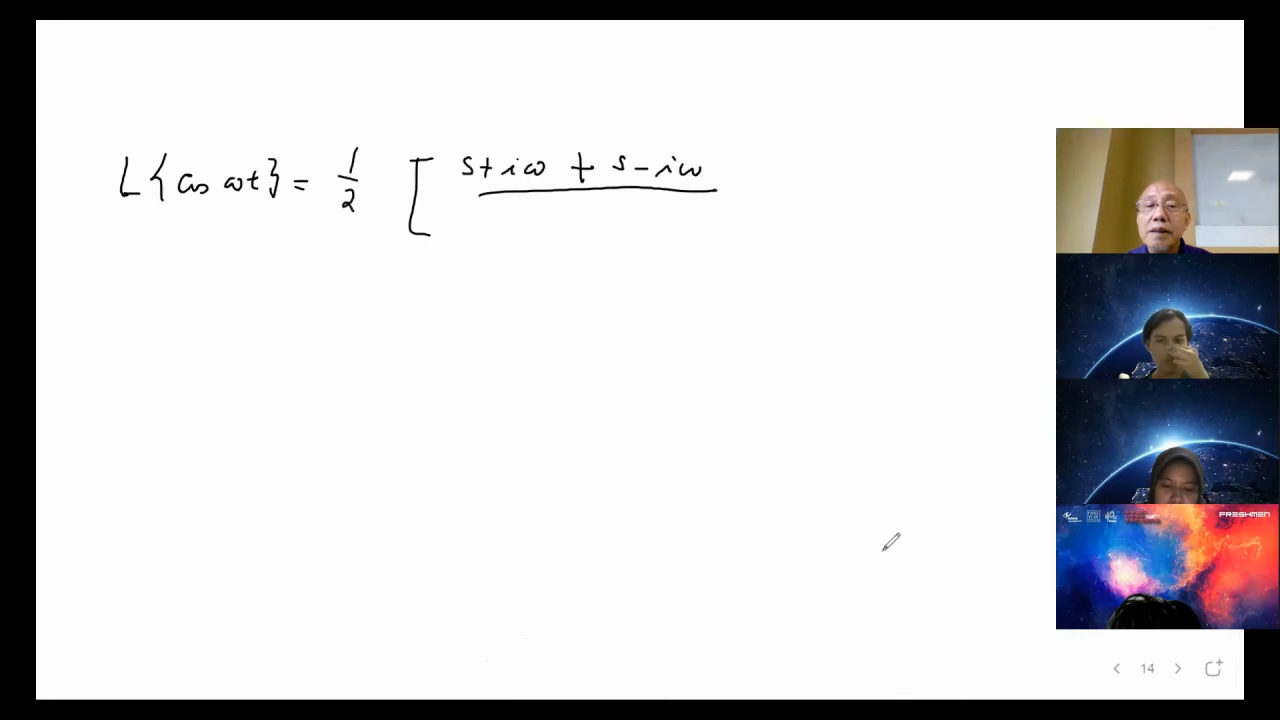 L{cos ωt} = 1/2 [ s+iω + s-iω
FRESHMEN
14